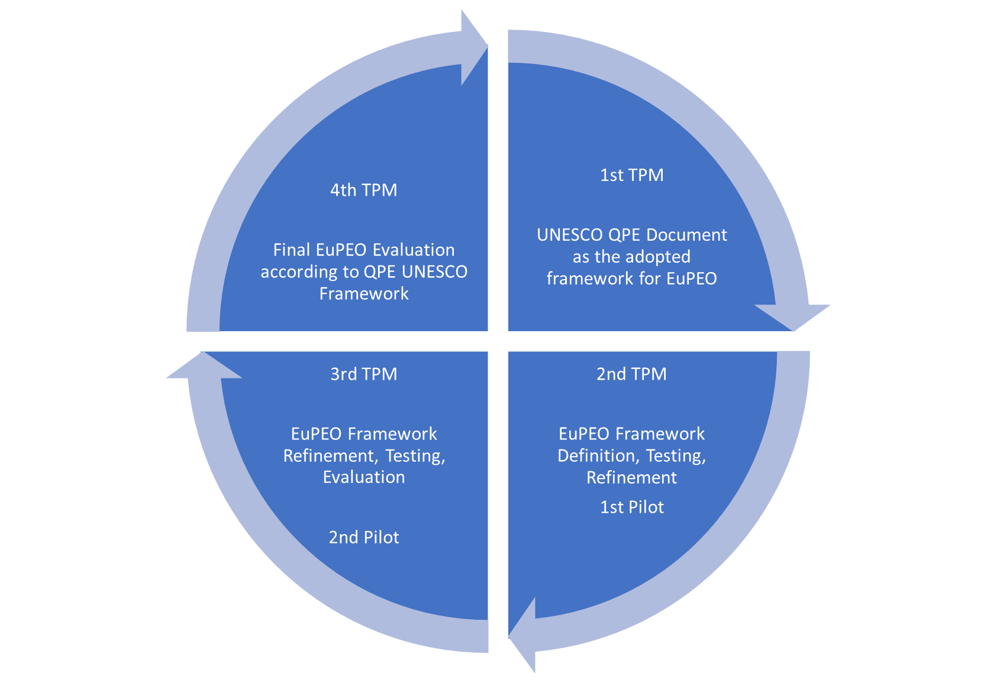 1st TPM
UNESCO QPE Document
as the adopted
framework for EuPEO
2nd TPM
EuPEO Framework
Definition, Testing,
Refinement
1st Pilot
3rd TPM
EuPEO Framework
Refinement, Testing,
Evaluation
2nd Pilot
4th TPM
Final EuPEO Evaluation
according to QPE UNESCO
Framework